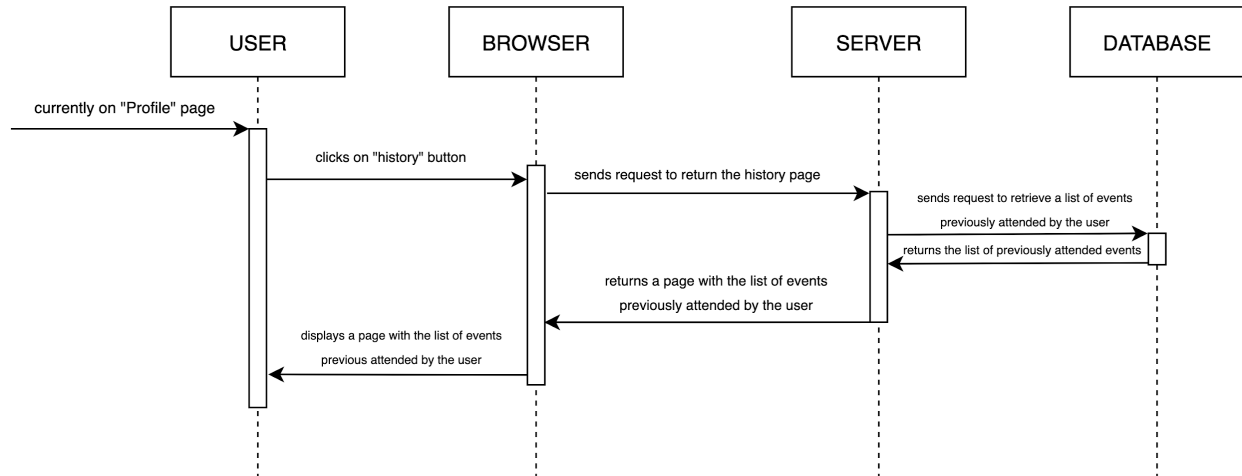 USER
BROWSER
SERVER
DATABASE
currently on "Profile" page
clicks on "history" button
sends request to return the history page
sends request to retrieve a list of events
previously attended by the user
returns the list of previously attended events
returns a page with the list of events
previously attended by the user
displays a page with the list of events
previous attended by the user